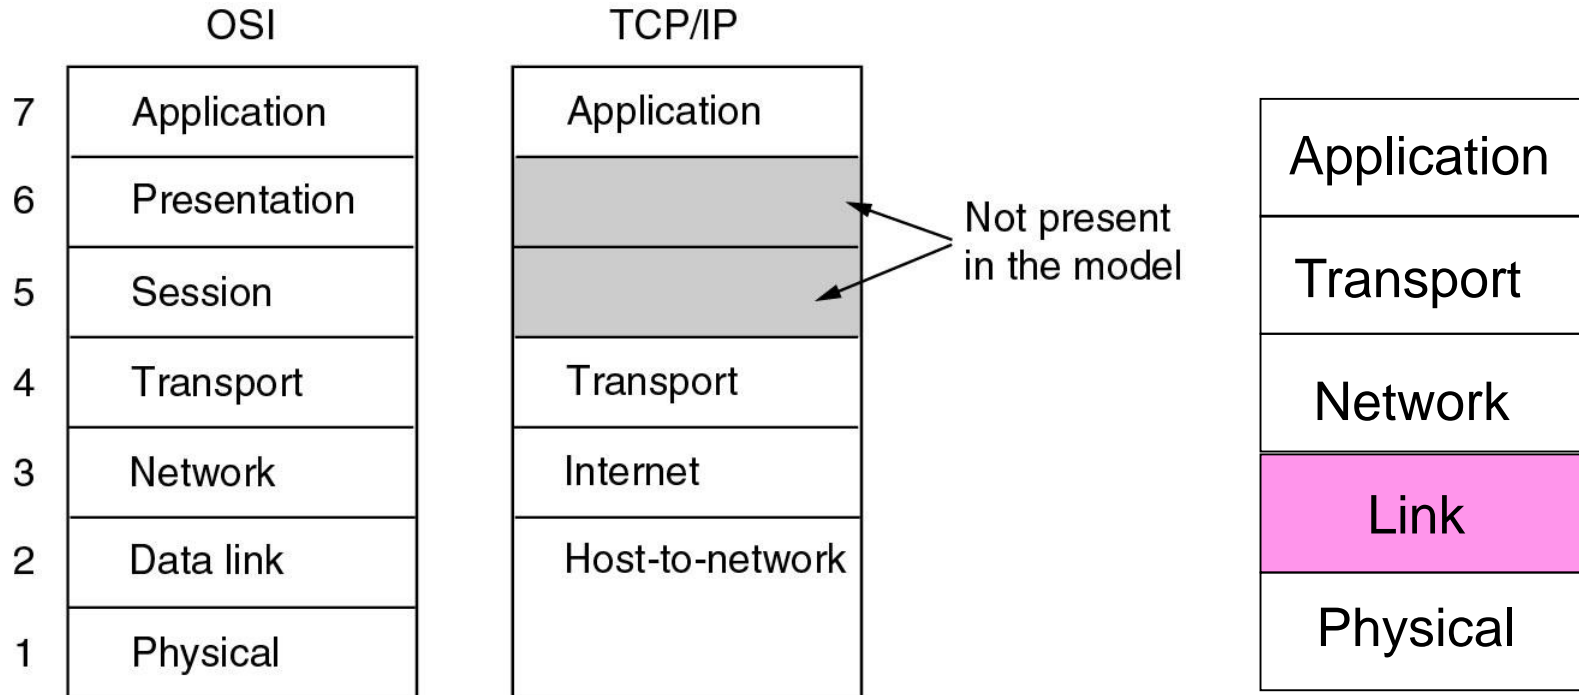 OSI
TCP/IP
7 Application Application
6 Presentation
5 Session
4 Transport Transport
3 Network Internet
2 Data link Host-to-network
1 Physical
Not present
in the model
Application
Transport
Network
Link
Physical